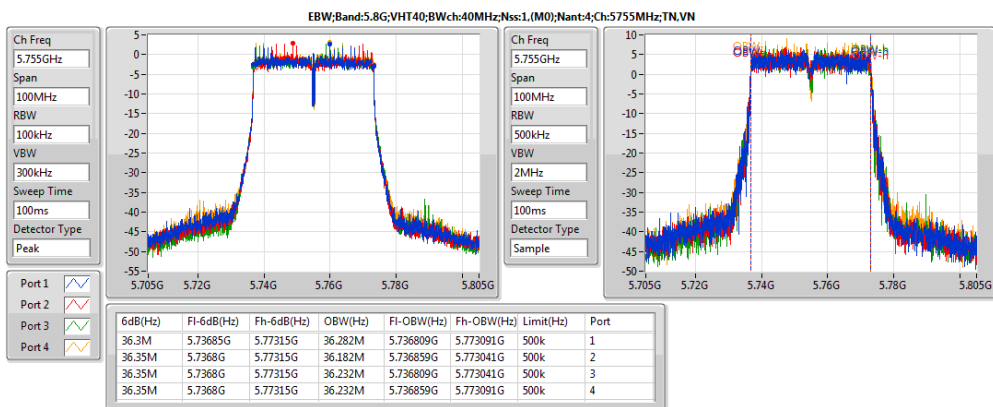 EBW;Band:5.8G;VHT40;BWch:40MHz;Nss:1,(M0);Nant:4;Ch:5755MHz;TN,VN
Ch Freq
5.755GHz
Span
100MHz
RBW
100kHz
VBW
300kHz
Sweep Time
100ms
Detector Type
Peak
5
0
-5
-10
-15
-20
-25
-30
-35
-40
-45
-50
-55
5.705G 5.72G 5.74G 5.76G 5.78G 5.805G
Ch Freq
5.755GHz
Span
100MHz
RBW
500kHz
VBW
2MHz
Sweep Time
100ms
Detector Type
Sample
10
5
0
-5
-10
-15
-20
-25
-30
-35
-40
-45
-50
5.705G 5.72G 5.74G 5.76G 5.78G 5.805G
Port 1
Port 2
Port 3
Port 4
6dB(Hz) Fl-6dB(Hz) Fh-6dB(Hz) OBW(Hz) Fl-OBW(Hz) Fh-OBW(Hz) Limit(Hz) Port
36.3M 5.73685G 5.77315G 36.282M 5.736809G 5.773091G 500k 1
36.35M 5.7368G 5.77315G 36.182M 5.736859G 5.773041G 500k 2
36.35M 5.7368G 5.77315G 36.232M 5.736809G 5.773041G 500k 3
36.35M 5.7368G 5.77315G 36.232M 5.736859G 5.773091G 500k 4